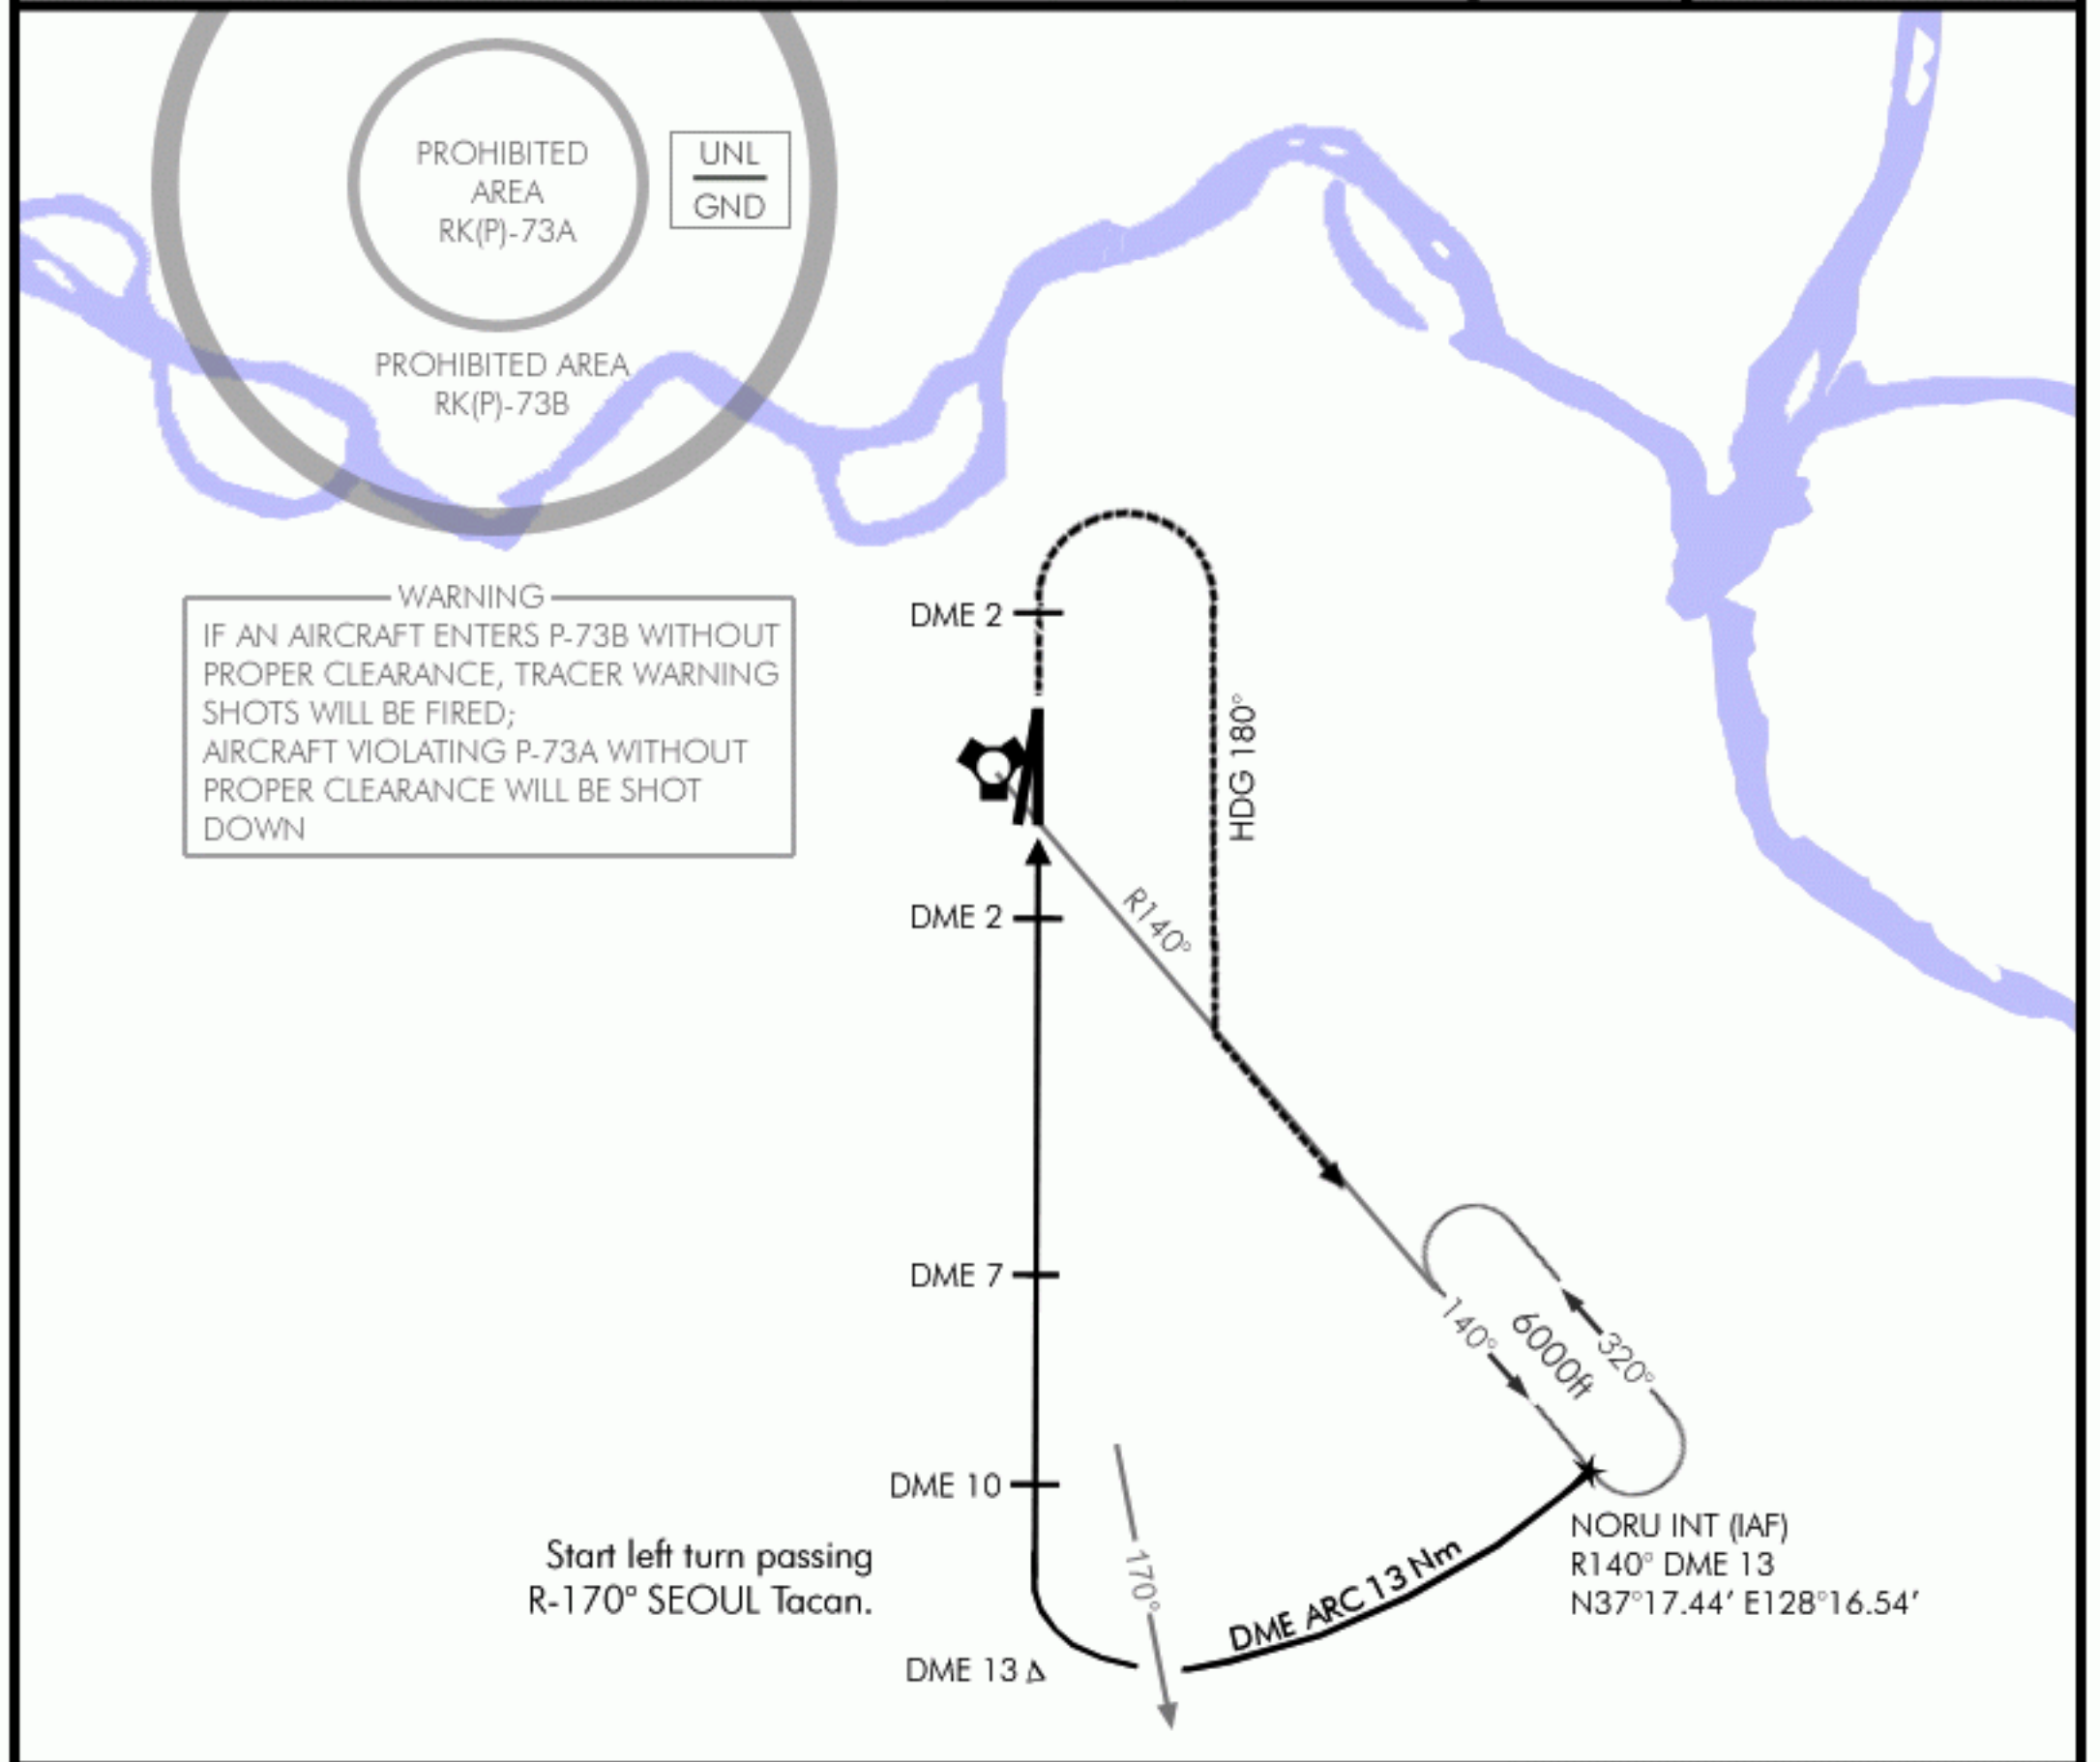 PROHIBITED
AREA
RK(P)-73A
UNL
GND
PROHIBITED AREA
RK(P)-73B
WARNING
IF AN AIRCRAFT ENTERS P-73B WITHOUT
PROPER CLEARANCE, TRACER WARNING
SHOTS WILL BE FIRED;
AIRCRAFT VIOLATING P-73A WITHOUT
PROPER CLEARANCE WILL BE SHOT
DOWN
DME 2
HDG 180°
DME 2
R140°
DME 7
140°
6000ft
320°
DME 10
Start left turn passing
R-170° SEOUL Tacan.
170°
DME ARC 13 Nm
NORU INT (IAF)
R140° DME 13
N37°17.44′ E128°16.54′
DME 13